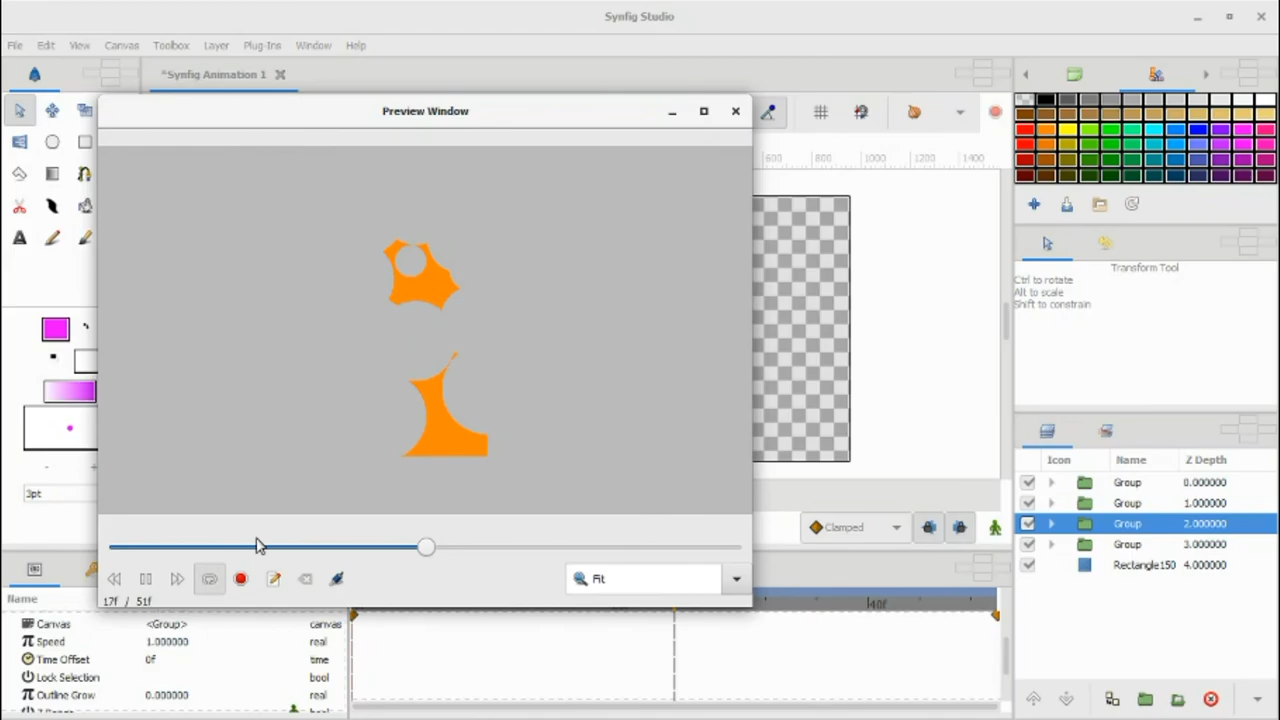 Synfig Studio
File Edit View Canvas Toolbox Layer Plug-Ins Window Help
*Synfig Animation 1
Preview Window
600 800 1000 1200 1400
Transform Tool
Ctrl to rotate
Alt to scale
Shift to constrain
Icon Name Z Depth
Group 0.000000
Group 1.000000
Group 2.000000
Group 3.000000
Rectangle150 4.000000
3pt
Clamped
Fit
17f / 51f
40f
Name
Canvas <Group> canvas
Speed 1.000000 real
Time Offset 0f time
Lock Selection bool
Outline Grow 0.000000 real